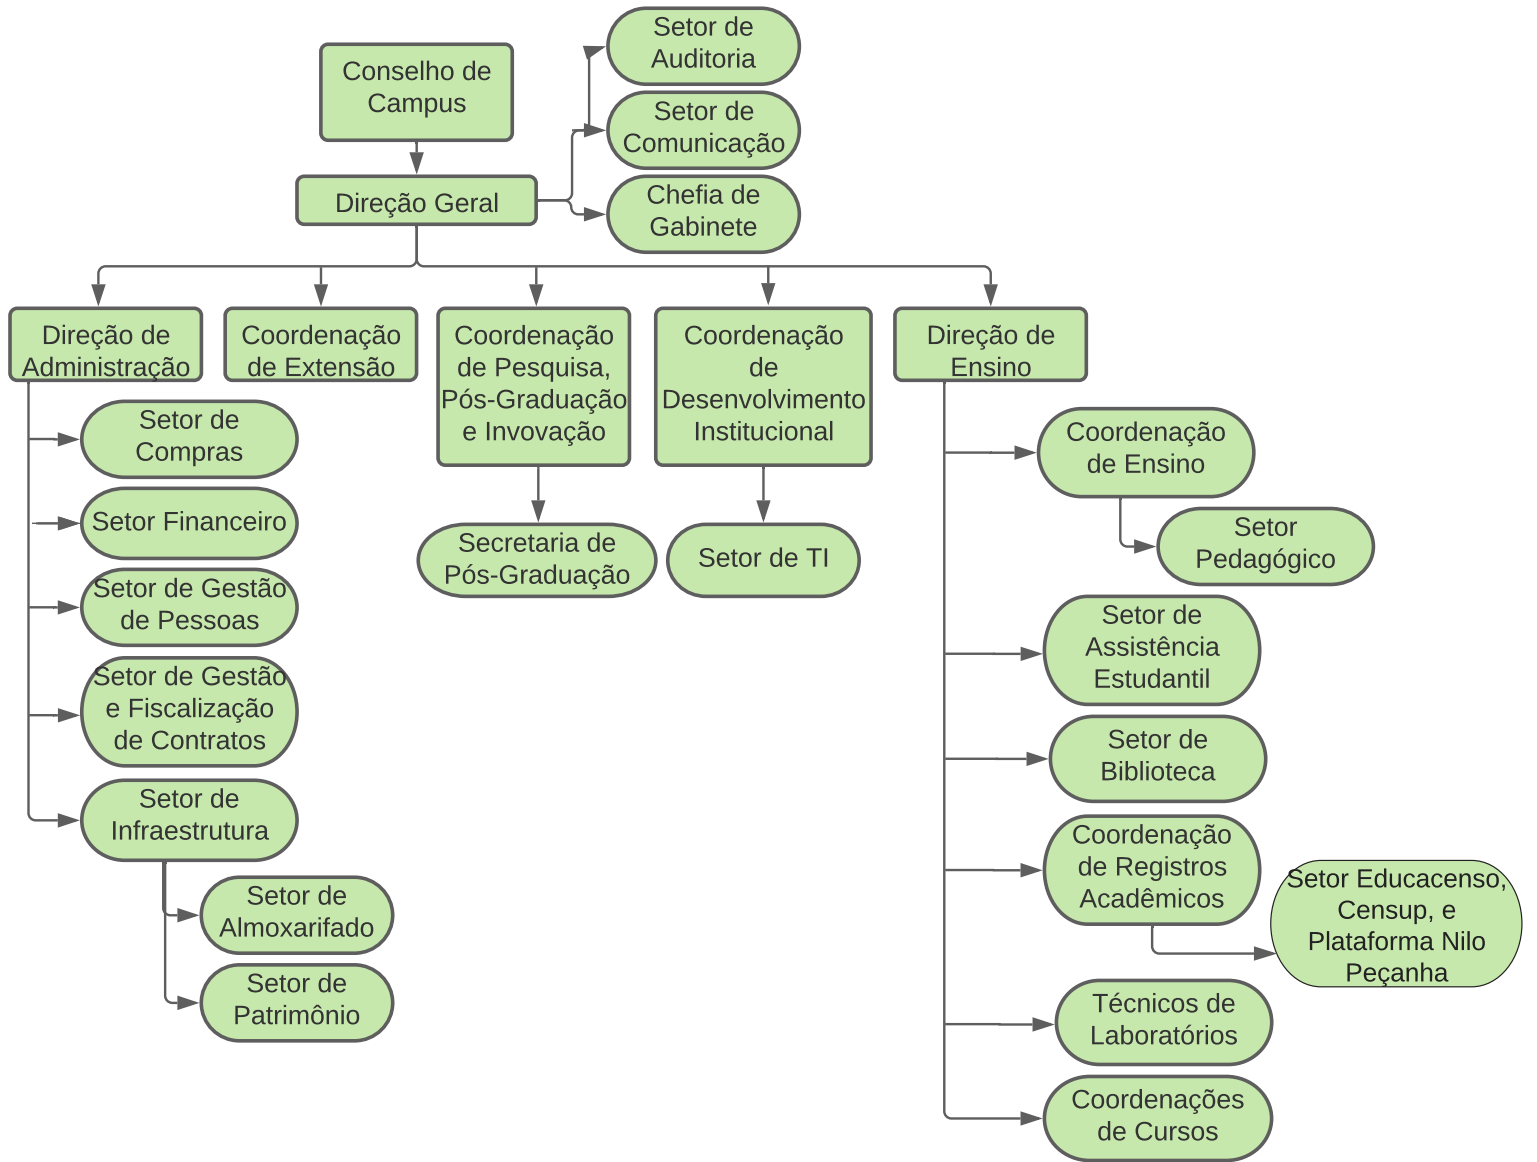 Setor de
Auditoria
Conselho de
Campus
Setor de
Comunicação
Direção Geral
Chefia de
Gabinete
Direção de
Administração
Coordenação
de Extensão
Coordenação
de Pesquisa,
Pós-Graduação
e Invovação
Coordenação
de
Desenvolvimento
Institucional
Direção de
Ensino
Setor de
Compras
Setor Financeiro
Setor de Gestão
de Pessoas
Setor de Gestão
e Fiscalização
de Contratos
Setor de
Infraestrutura
Setor de
Almoxarifado
Setor de
Patrimônio
Secretaria de
Pós-Graduação
Setor de TI
Coordenação
de Ensino
Setor
Pedagógico
Setor de
Assistência
Estudantil
Setor de
Biblioteca
Coordenação
de Registros
Acadêmicos
Setor Educacenso,
Censup, e
Plataforma Nilo
Peçanha
Técnicos de
Laboratórios
Coordenações
de Cursos